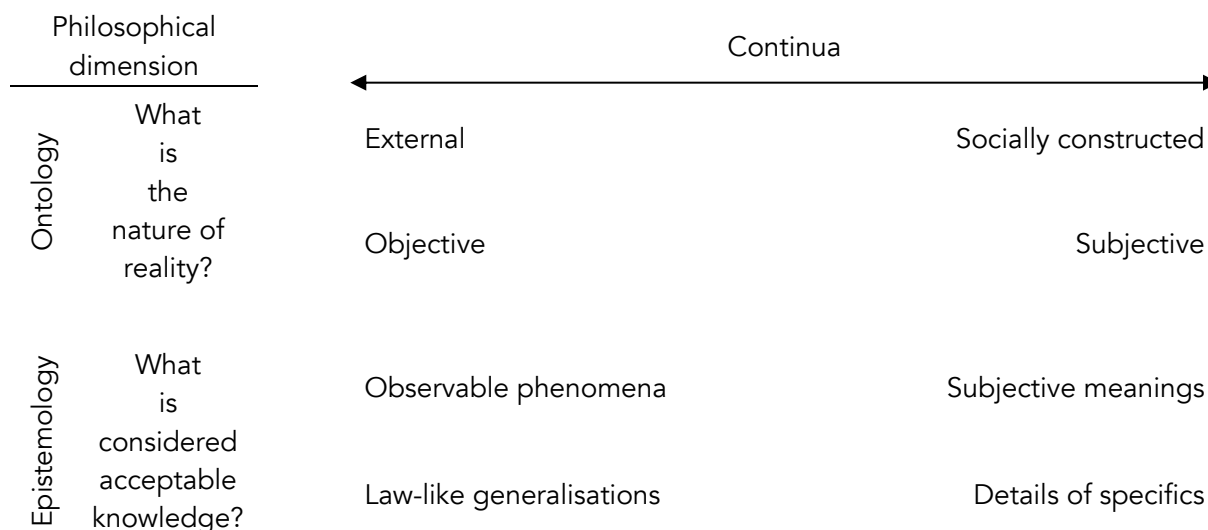 Philosophical
dimension
Continua
Ontology
What
is
the
nature of
reality?
External
Socially constructed
Objective
Subjective
Epistemology
What
is
considered
acceptable
knowledge?
Observable phenomena
Subjective meanings
Law-like generalisations
Details of specifics